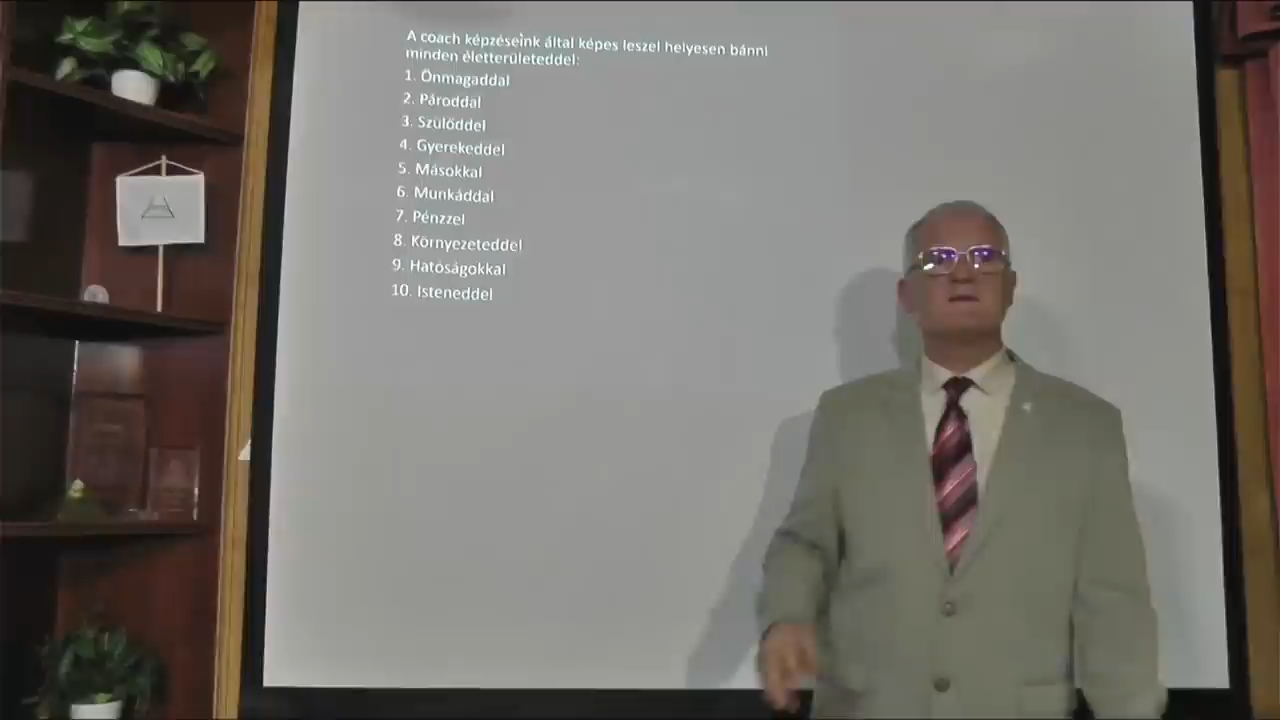 A coach képzéseink által képes leszel helyesen bánni
minden életterületeddel:
1. Önmagaddal
2. Pároddal
3. Szülőddel
4. Gyerekeddel
5. Másokkal
6. Munkáddal
7. Pénzzel
8. Környezeteddel
9. Hatóságokkal
10. Isteneddel